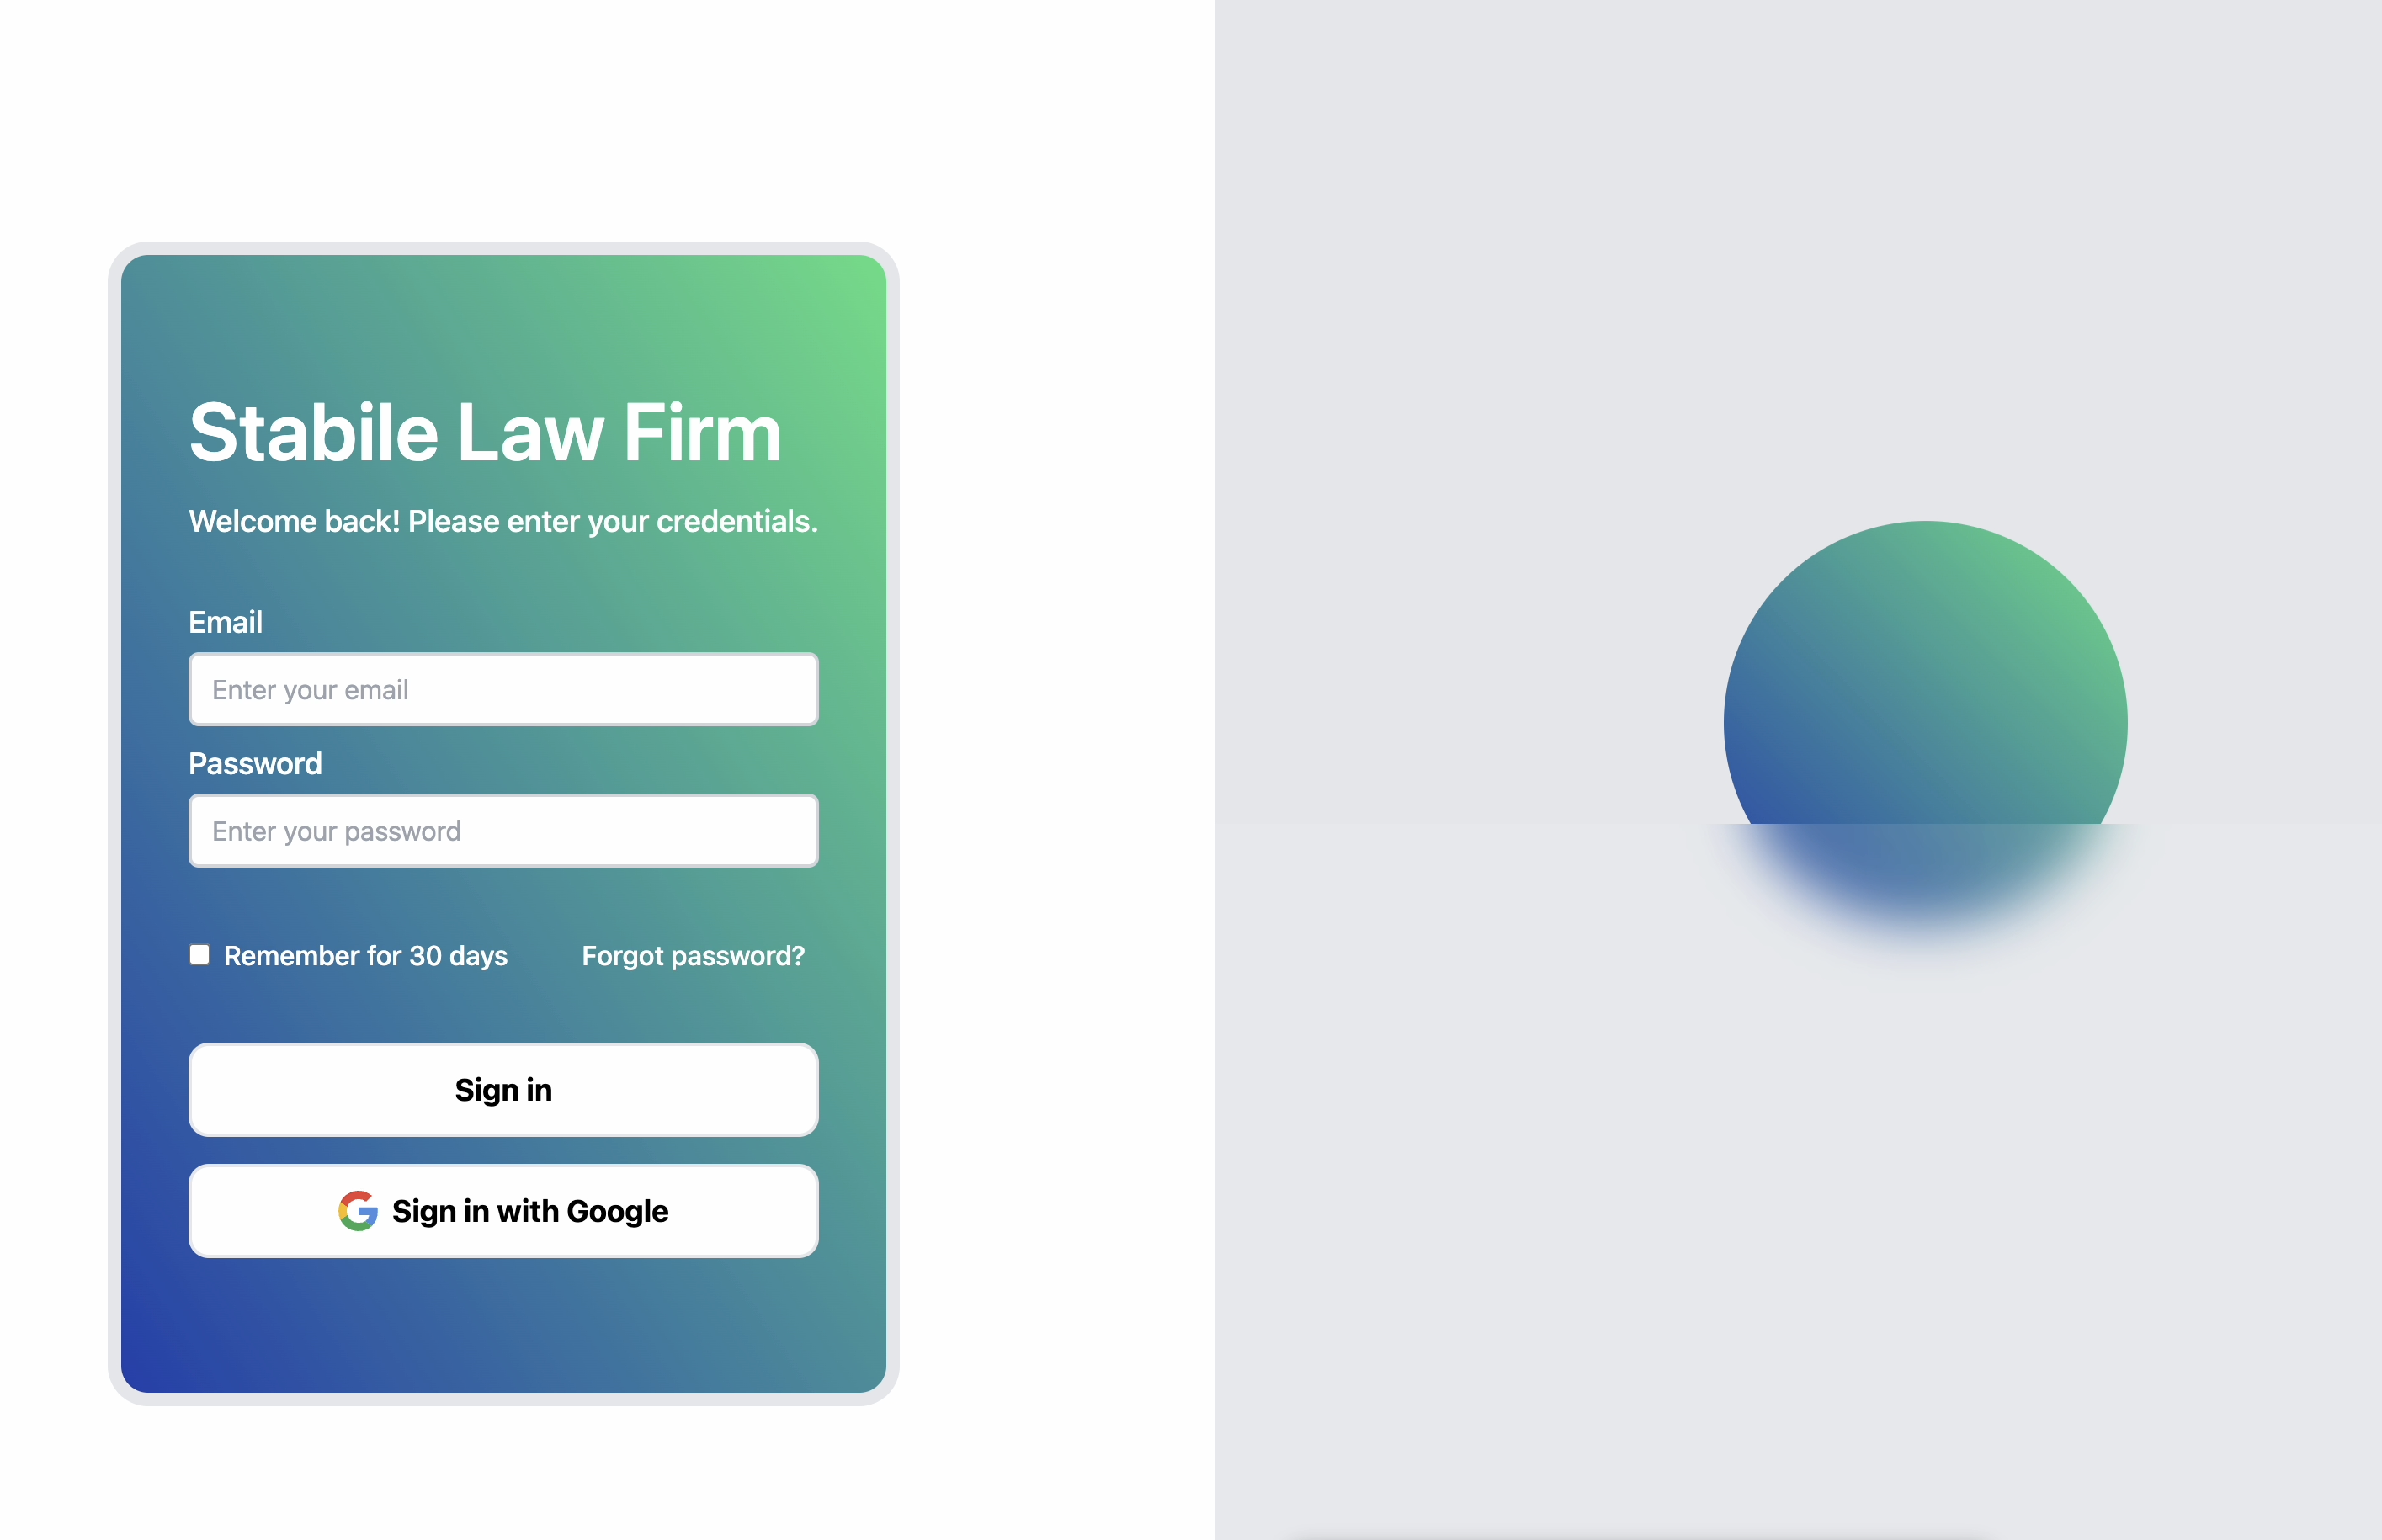 Stabile Law Firm
Welcome back! Please enter your credentials.
Email
Enter your email
Password
Enter your password
Remember for 30 days Forgot password?
Sign in
Sign in with Google